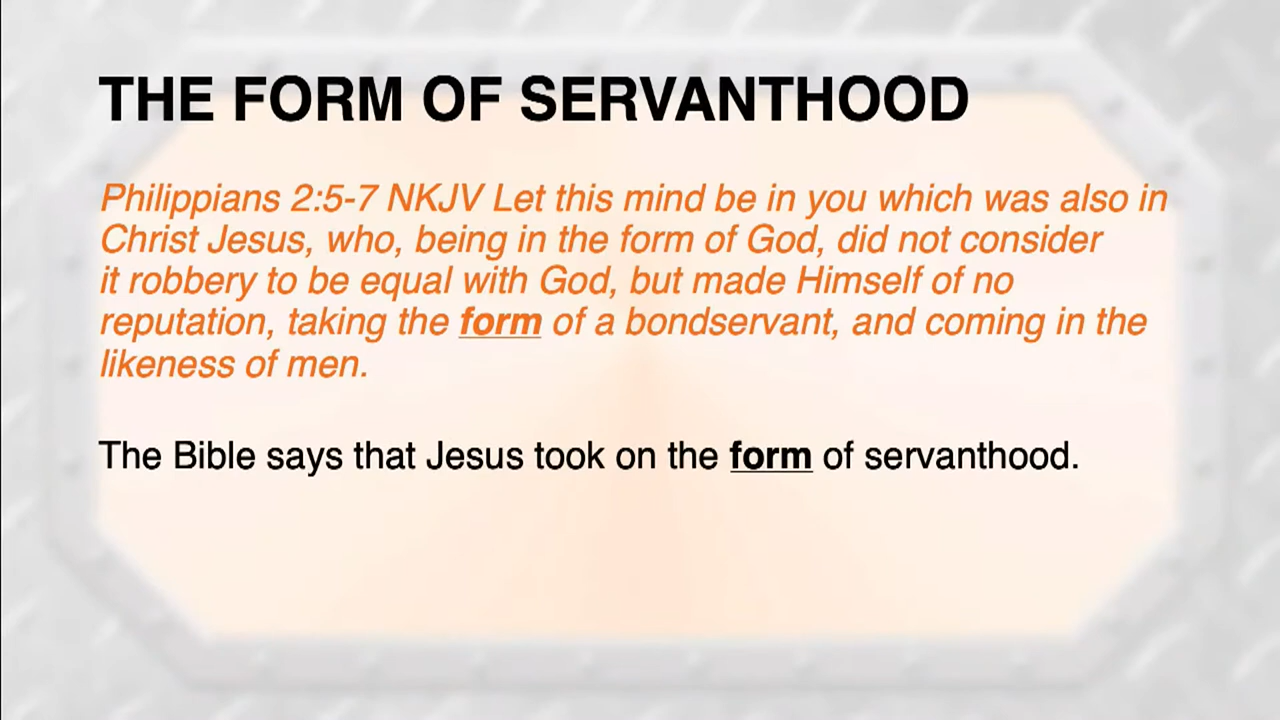 THE FORM OF SERVANTHOOD
Philippians 2:5-7 NKJV Let this mind be in you which was also in
Christ Jesus, who, being in the form of God, did not consider
it robbery to be equal with God, but made Himself of no
reputation, taking the form of a bondservant, and coming in the
likeness of men.
The Bible says that Jesus took on the form of servanthood.